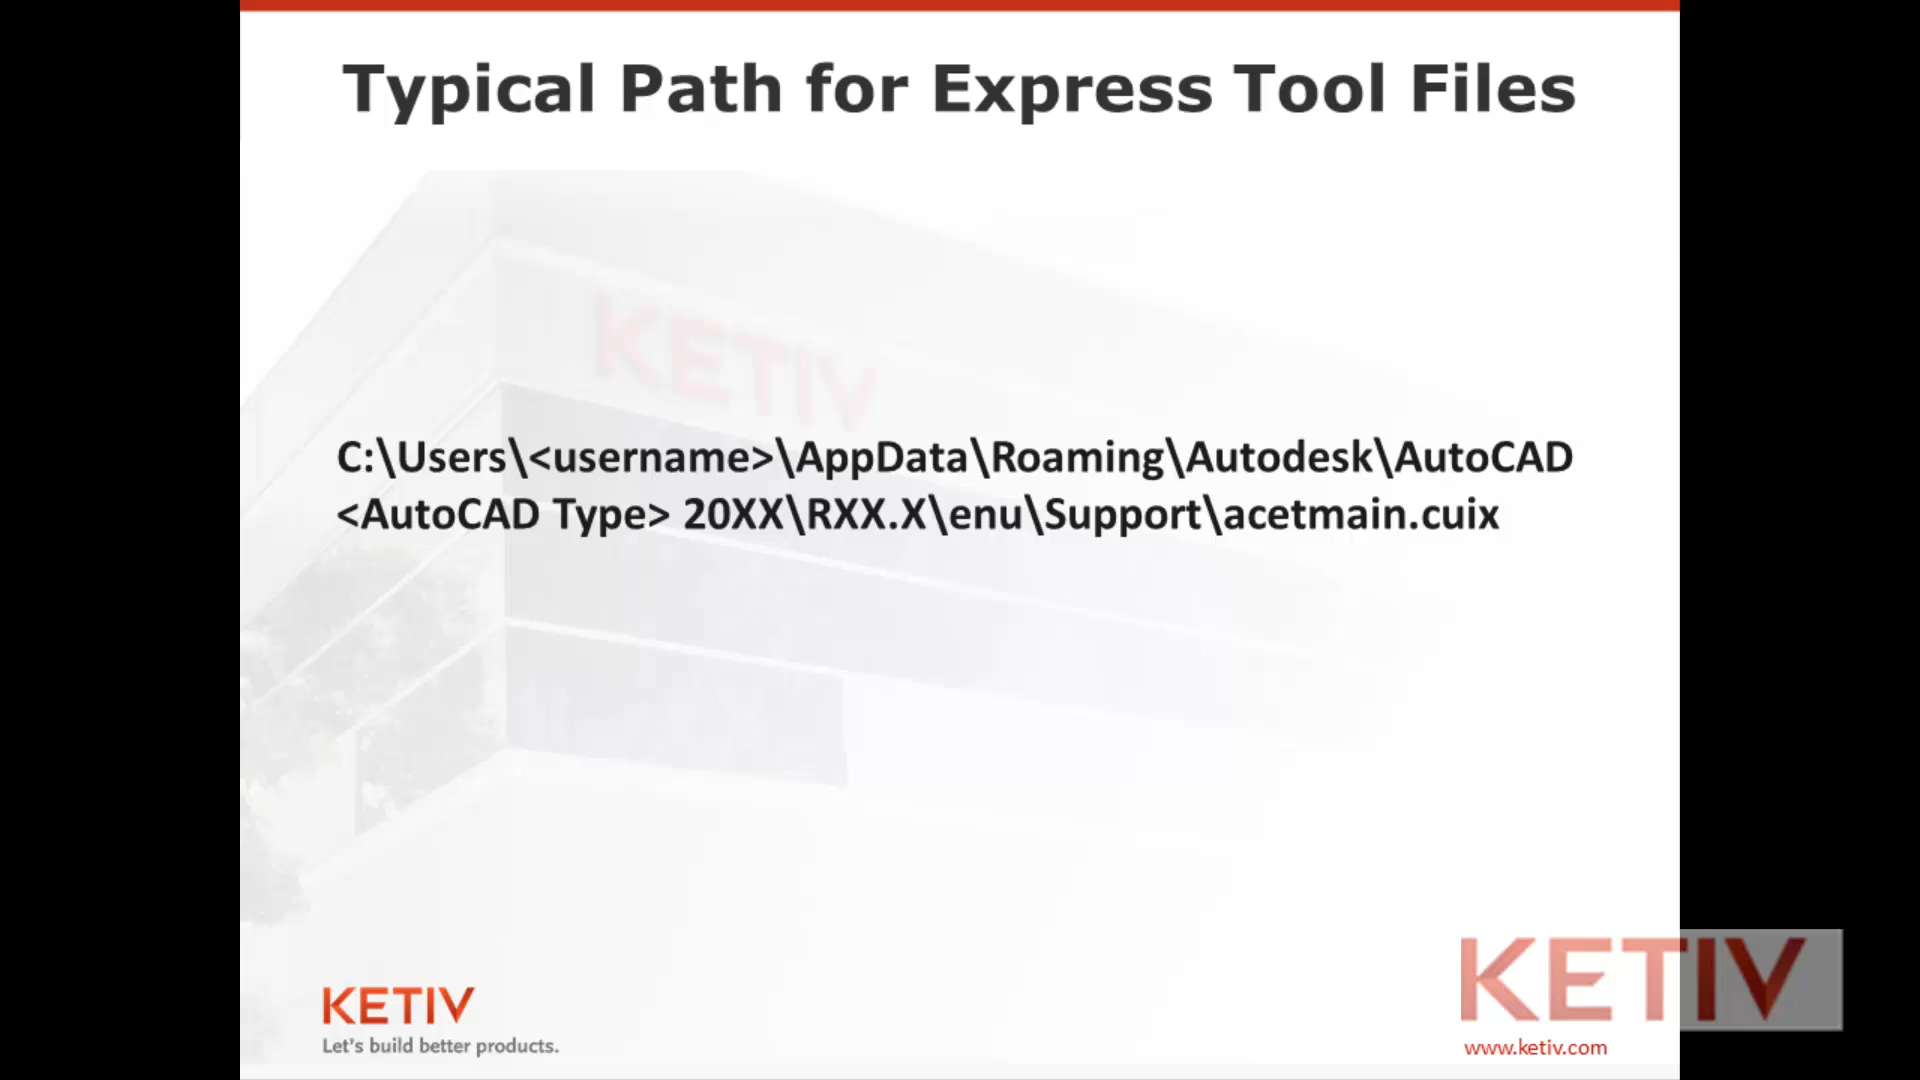 Typical Path for Express Tool Files
KETIV
C:\Users\<username>\AppData\Roaming\Autodesk\AutoCAD
<AutoCAD Type> 20XX\RXX.X\enu\Support\acetmain.cuix
KETIV
Let's build better products.
KETIV
www.ketiv.com